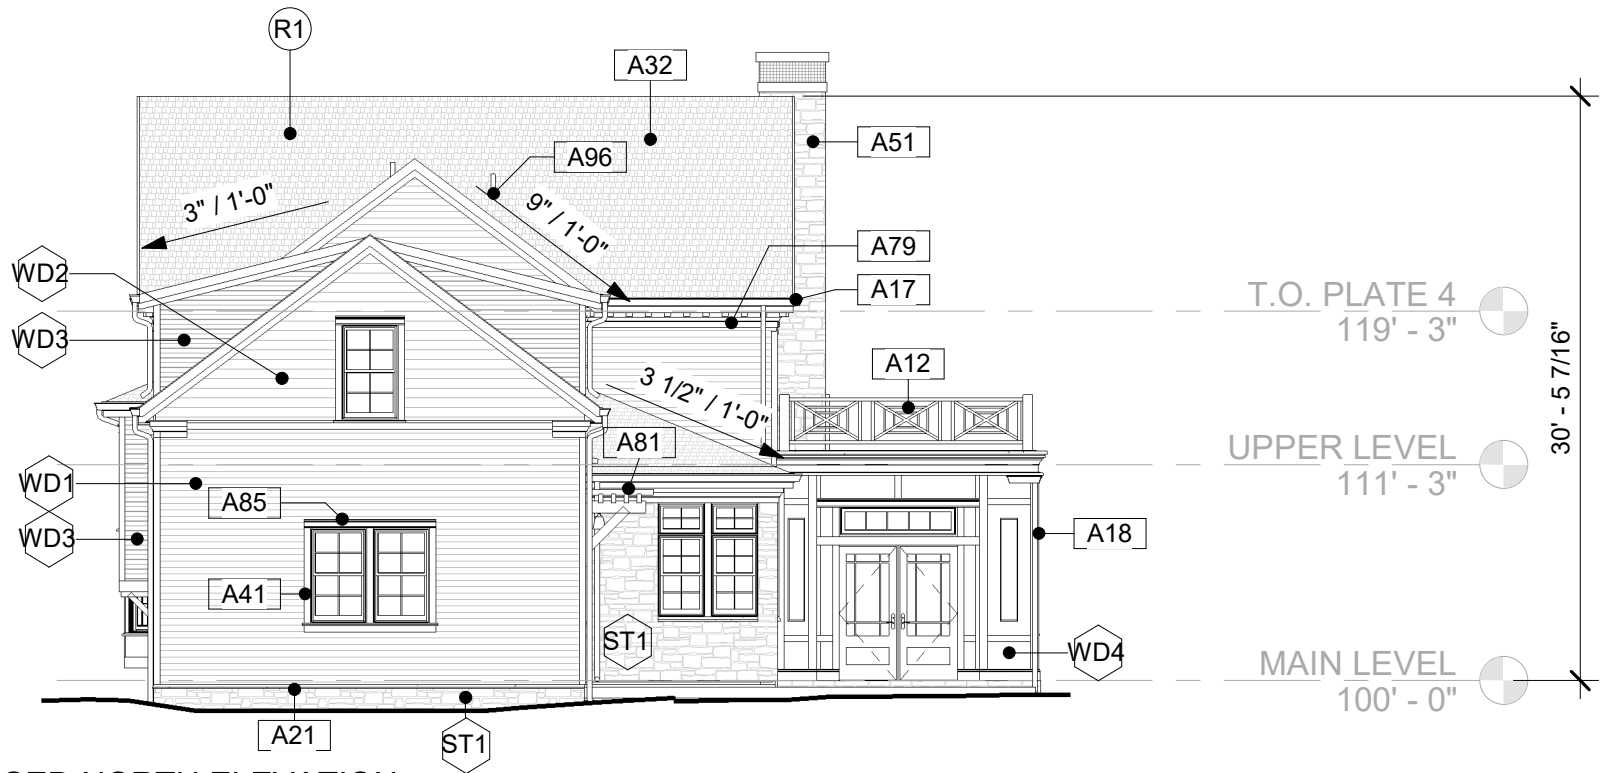 R1
A32
A51
A96
3" / 1'-0"
9" / 1'-0"
A79
WD2
A17
T.O. PLATE 4
119' - 3"
WD3
A12
3 1/2" / 1'-0"
30' - 5 7/16"
A81
UPPER LEVEL
111' - 3"
WD1
A85
WD3
A18
A41
ST1
WD4
MAIN LEVEL
100' - 0"
A21
ST1
NORTH ELEVATION